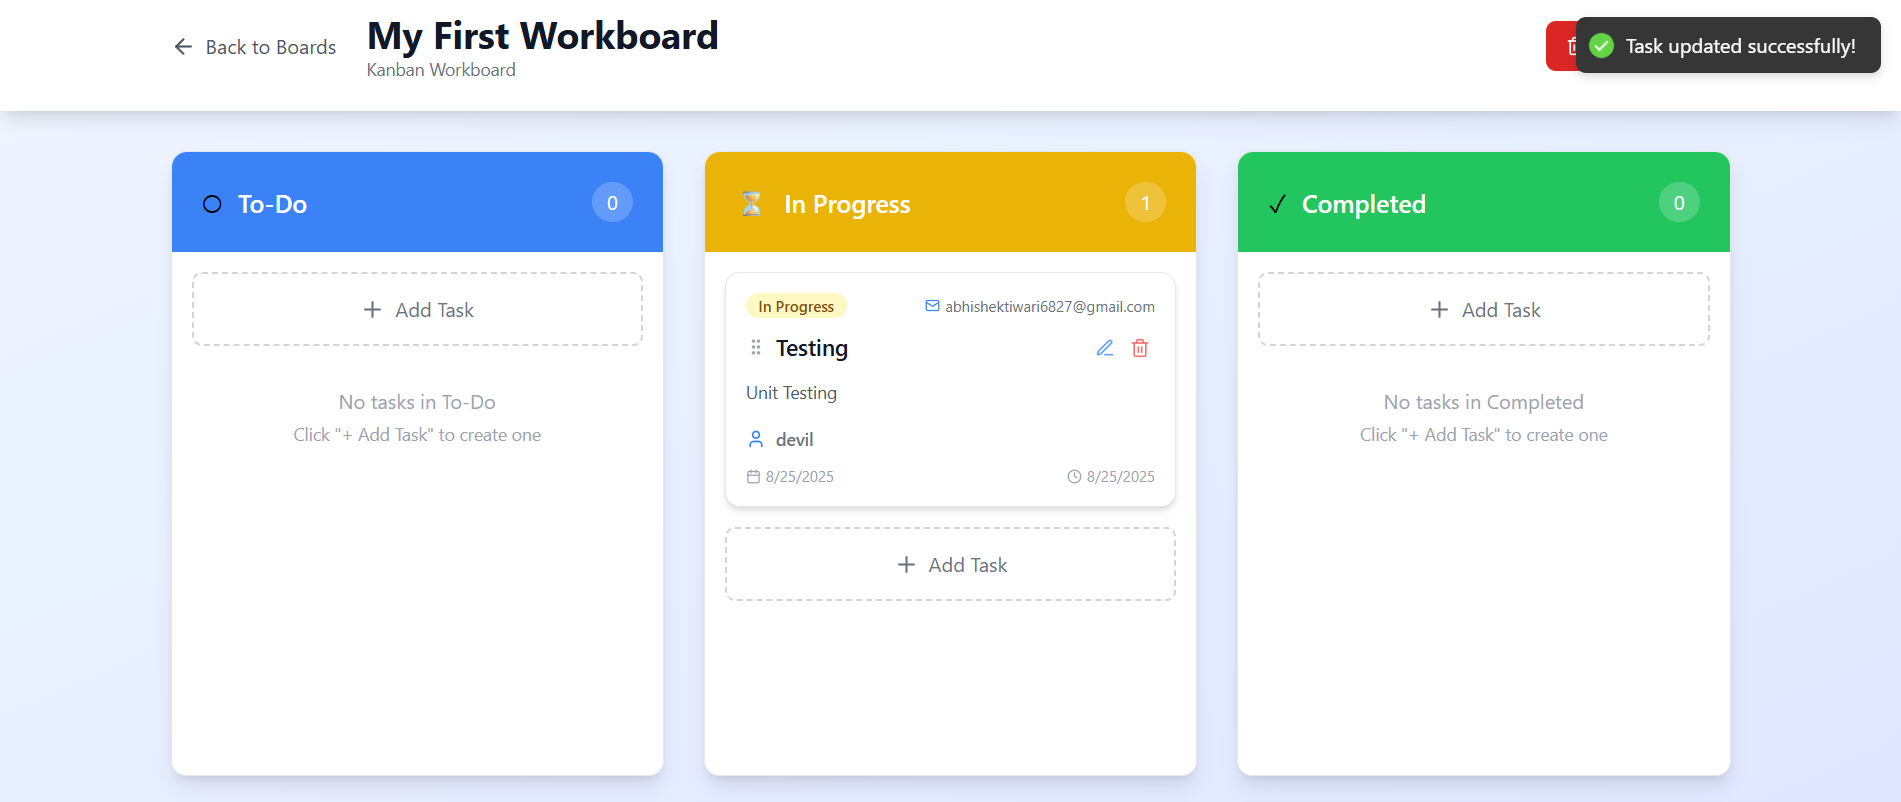 Back to Boards
My First Workboard
Kanban Workboard
Task updated successfully!
To-Do
0
Add Task
No tasks in To-Do
Click "+ Add Task" to create one
In Progress
1
In Progress
abhishektiwari6827@gmail.com
Testing
Unit Testing
devil
8/25/2025
8/25/2025
Add Task
Completed
0
Add Task
No tasks in Completed
Click "+ Add Task" to create one